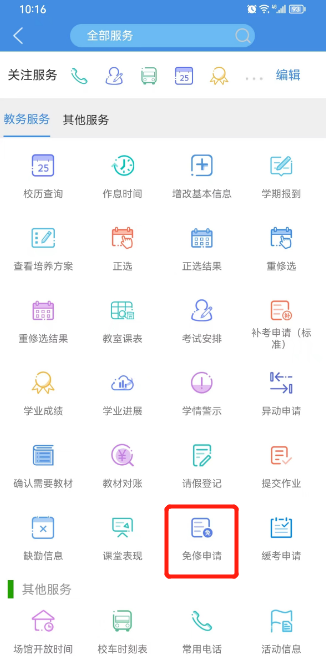 10:16
全部服务
关注服务 25 ... 编辑
教务服务 其他服务
25
校历查询 作息时间 增改基本信息 学期报到
查看培养方案 正选 正选结果 重修选
重修选结果 教室课表 考试安排 补考申请（标
准）
学业成绩 学业进展 学情警示 异动申请
确认需要教材 教材对账 请假登记 提交作业
缺勤信息 课堂表现 免修申请 缓考申请
其他服务
场馆开放时间 校车时刻表 常用电话 活动信息